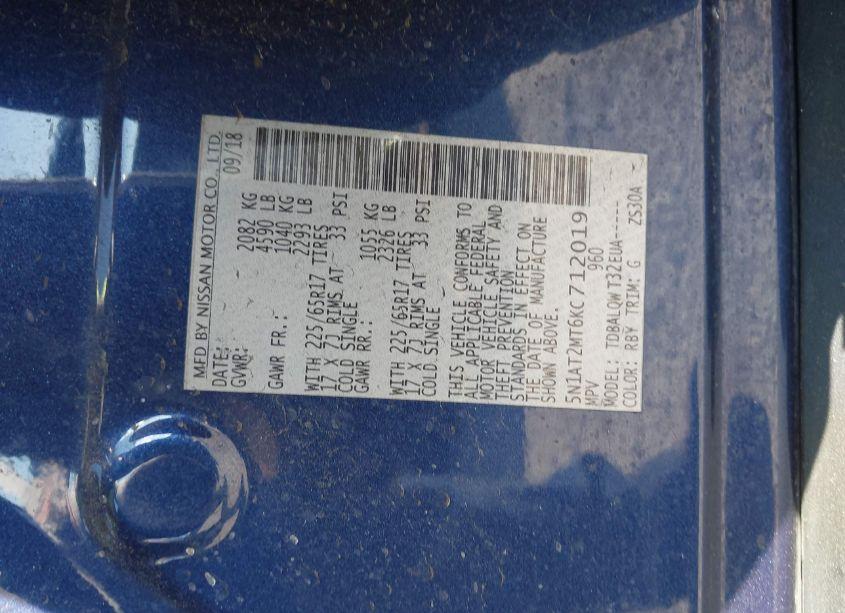 MFD BY NISSAN MOTOR CO., LTD.
DATE: 09/18
GVWR: 2082 KG
4590 LB
GAWR FR.: 1040 KG
2293 LB
WITH 225/65R17 TIRES
17 X 7J RIMS AT 33 PSI
COLD SINGLE
GAWR RR.: 1055 KG
2326 LB
WITH 225/65R17 TIRES
17 X 7J RIMS AT 33 PSI
COLD SINGLE
THIS VEHICLE CONFORMS TO
ALL APPLICABLE FEDERAL
MOTOR VEHICLE SAFETY AND
THEFT PREVENTION
STANDARDS IN EFFECT ON
THE DATE OF MANUFACTURE
SHOWN ABOVE.
5N1AT2MT6KC712019
MPV 960
MODEL: TDBALQW T32EUA-----
COLOR: RBY TRIM: G ZS30A